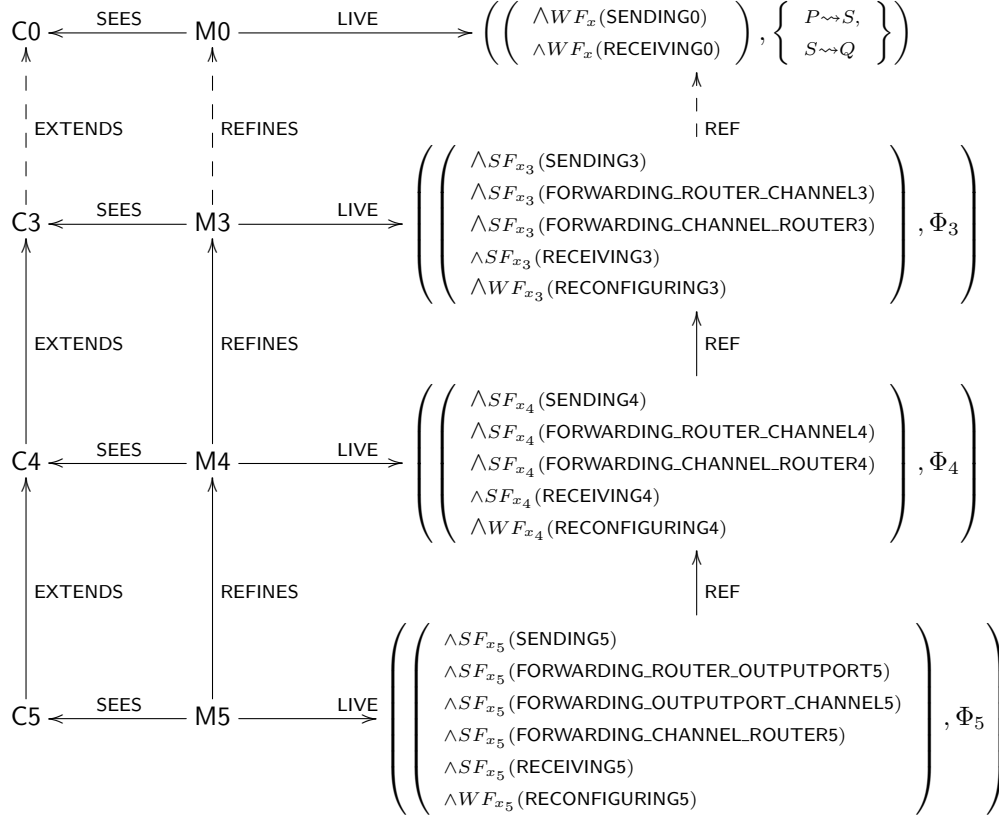 C0 SEES M0 LIVE ( ( ∧WF_x(SENDING0)
∧WF_x(RECEIVING0) ) , { P⇝S,
S⇝Q } )
EXTENDS REFINES REF
C3 SEES M3 LIVE ( ( ∧SF_{x_3}(SENDING3)
∧SF_{x_3}(FORWARDING_ROUTER_CHANNEL3)
∧SF_{x_3}(FORWARDING_CHANNEL_ROUTER3)
∧SF_{x_3}(RECEIVING3)
∧WF_{x_3}(RECONFIGURING3) ) , Φ_3 )
EXTENDS REFINES REF
C4 SEES M4 LIVE ( ( ∧SF_{x_4}(SENDING4)
∧SF_{x_4}(FORWARDING_ROUTER_CHANNEL4)
∧SF_{x_4}(FORWARDING_CHANNEL_ROUTER4)
∧SF_{x_4}(RECEIVING4)
∧WF_{x_4}(RECONFIGURING4) ) , Φ_4 )
EXTENDS REFINES REF
C5 SEES M5 LIVE ( ( ∧SF_{x_5}(SENDING5)
∧SF_{x_5}(FORWARDING_ROUTER_OUTPUTPORT5)
∧SF_{x_5}(FORWARDING_OUTPUTPORT_CHANNEL5)
∧SF_{x_5}(FORWARDING_CHANNEL_ROUTER5)
∧SF_{x_5}(RECEIVING5)
∧WF_{x_5}(RECONFIGURING5) ) , Φ_5 )